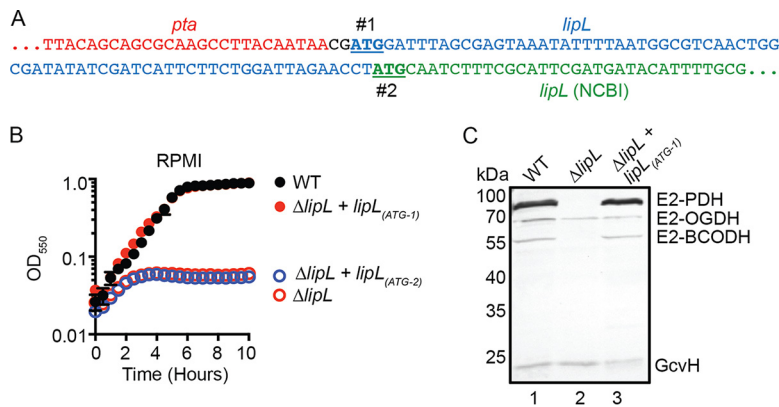 A
pta #1 lipL
...TTACAGCAGCGCAAGCCTTACAATAACGATGGATTTAGCGAGTAAATATTTTAATGGCGTCAACTGG
CGATATATCGATCATTCTTCTGGATTAGAACCTATGCAATCTTTCGCATTCGATGATACATTTTGCG...
#2 lipL (NCBI)
B
RPMI
OD550
1.0
0.1
0.01
0 2 4 6 8 10
Time (Hours)
WT
ΔlipL + lipL(ATG-1)
ΔlipL + lipL(ATG-2)
ΔlipL
C
kDa
WT
ΔlipL
ΔlipL +
lipL(ATG-1)
100
70
55
40
35
25
E2-PDH
E2-OGDH
E2-BCODH
GcvH
1 2 3